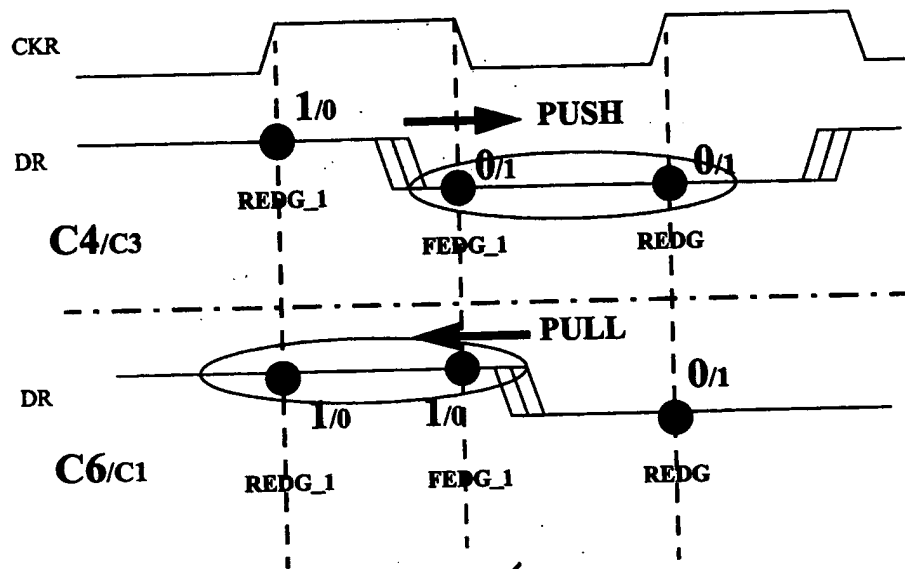 CKR
1/0
PUSH
DR
0/1
0/1
REDG_1
FEDG_1
REDG
C4/C3
PULL
DR
1/0
1/0
0/1
C6/C1
REDG_1
FEDG_1
REDG